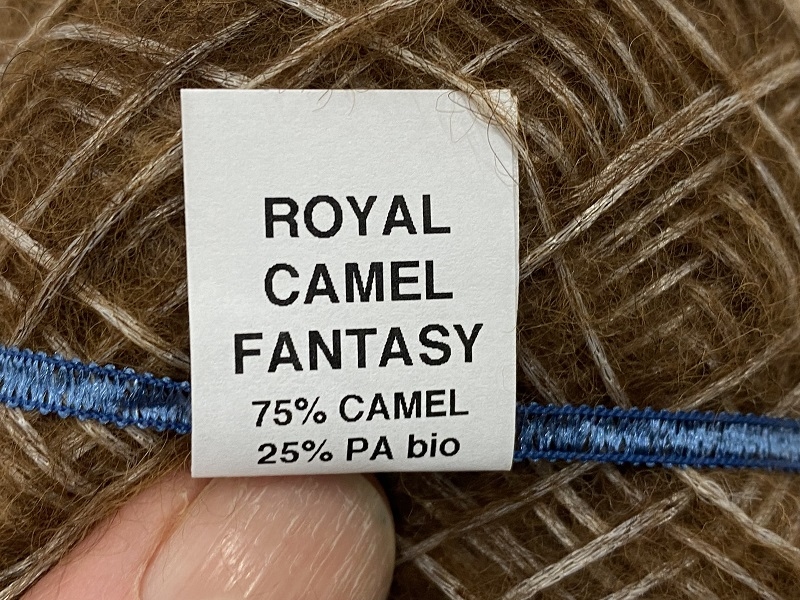 ROYAL
CAMEL
FANTASY
75% CAMEL
25% PA bio